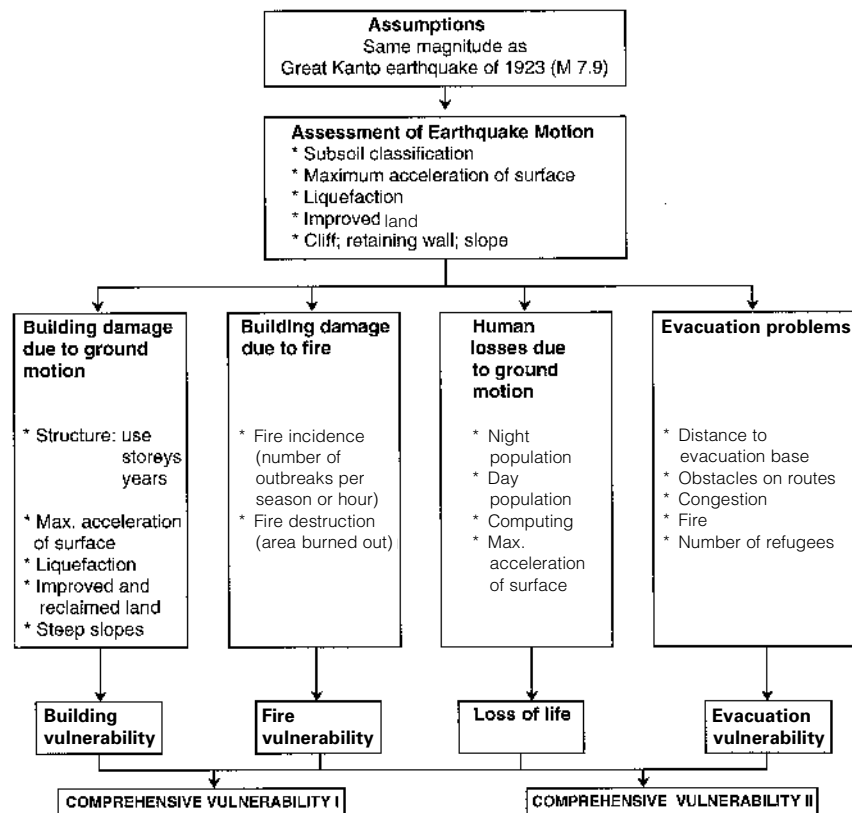 Assumptions
Same magnitude as
Great Kanto earthquake of 1923 (M 7.9)
Assessment of Earthquake Motion
* Subsoil classification
* Maximum acceleration of surface
* Liquefaction
* Improved land
* Cliff; retaining wall; slope
Building damage
due to ground
motion
* Structure: use
storeys
years
* Max. acceleration
of surface
* Liquefaction
* Improved and
reclaimed land
* Steep slopes
Building damage
due to fire
* Fire incidence
(number of
outbreaks per
season or hour)
* Fire destruction
(area burned out)
Human
losses due
to ground
motion
* Night
population
* Day
population
* Computing
* Max.
acceleration
of surface
Evacuation problems
* Distance to
evacuation base
* Obstacles on routes
* Congestion
* Fire
* Number of refugees
Building
vulnerability
Fire
vulnerability
Loss of life
Evacuation
vulnerability
COMPREHENSIVE VULNERABILITY I
COMPREHENSIVE VULNERABILITY II